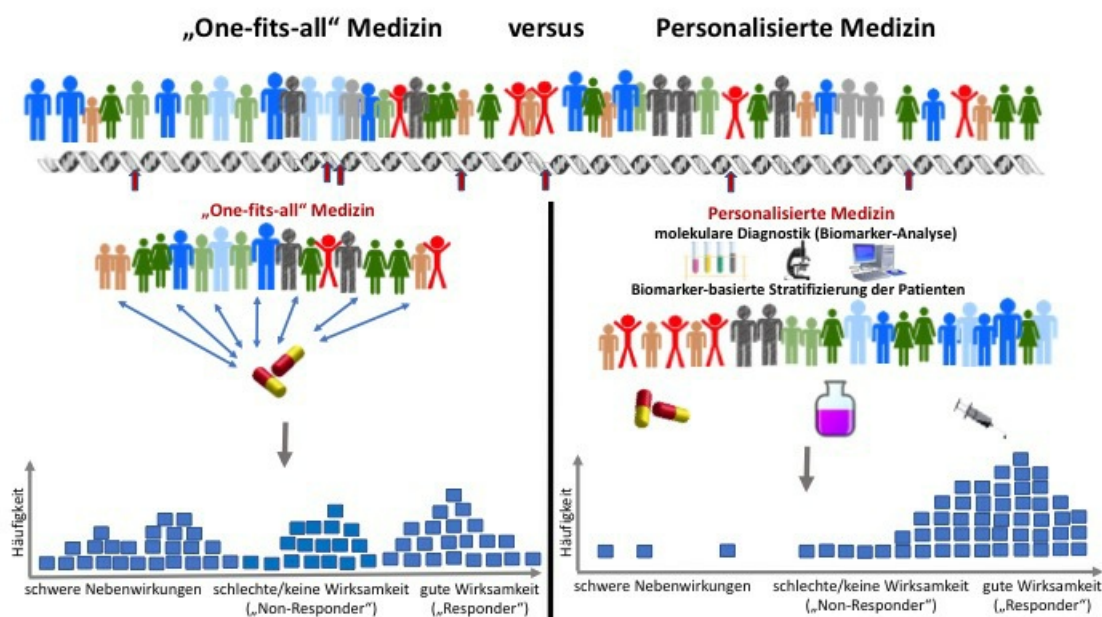 „One-fits-all“ Medizin versus Personalisierte Medizin
„One-fits-all“ Medizin
Häufigkeit
schwere Nebenwirkungen
schlechte/keine Wirksamkeit
(„Non-Responder“)
gute Wirksamkeit
(„Responder“)
Personalisierte Medizin
molekulare Diagnostik (Biomarker-Analyse)
Biomarker-basierte Stratifizierung der Patienten
Häufigkeit
schwere Nebenwirkungen
schlechte/keine Wirksamkeit
(„Non-Responder“)
gute Wirksamkeit
(„Responder“)